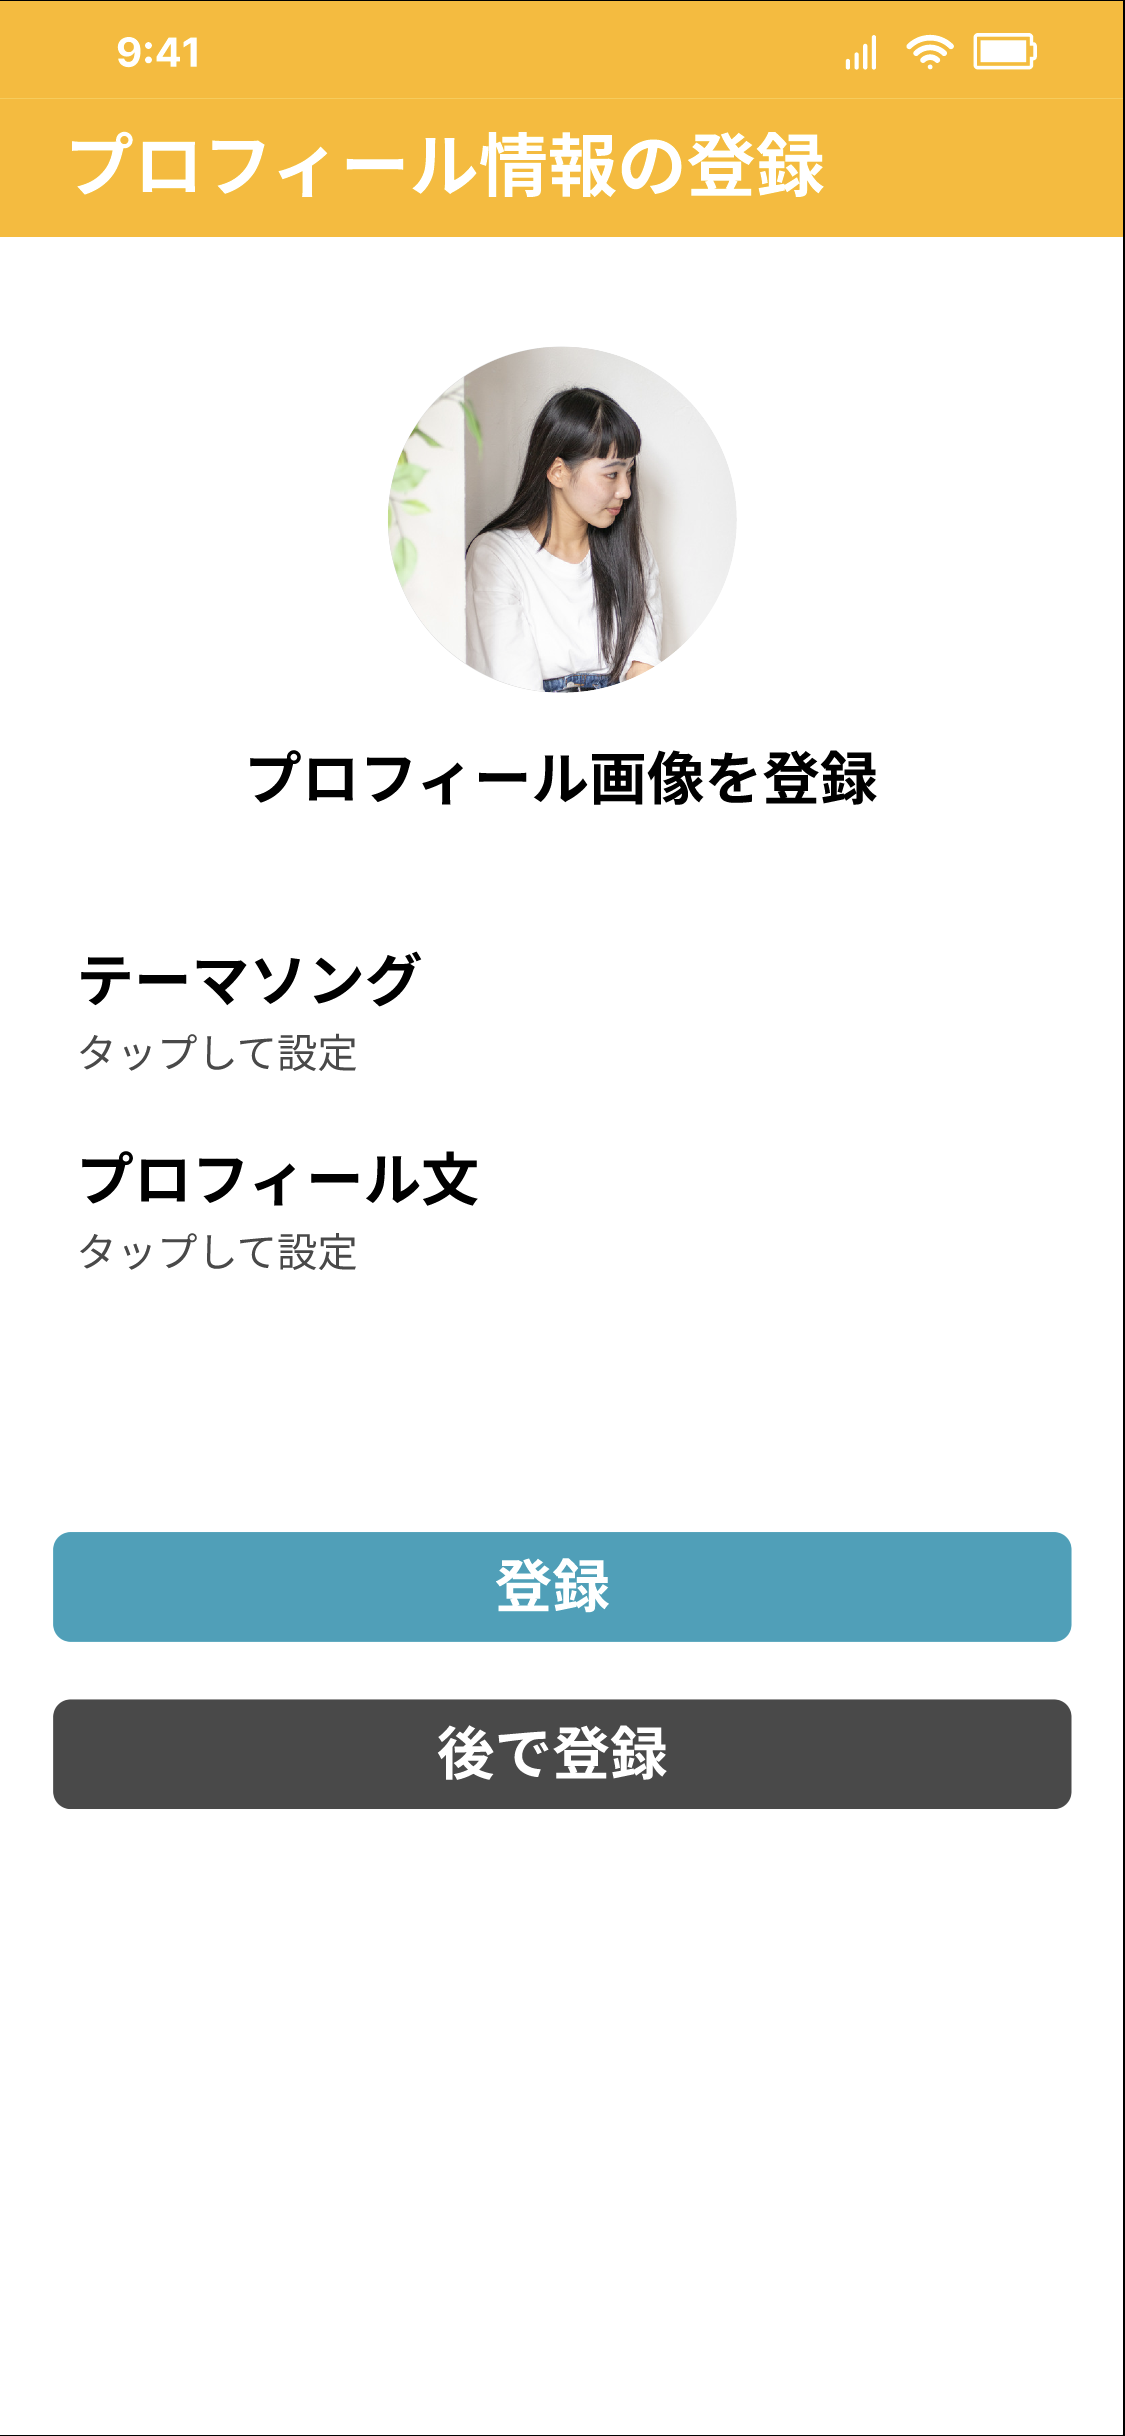 9:41
プロフィール情報の登録
プロフィール画像を登録
テーマソング
タップして設定
プロフィール文
タップして設定
登録
後で登録